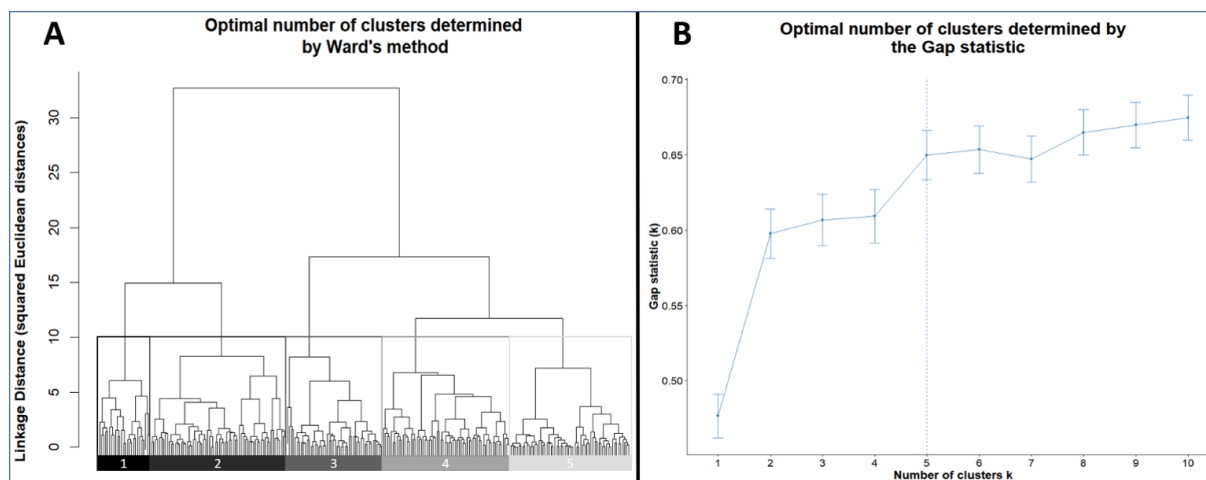 A
Optimal number of clusters determined
by Ward's method
Linkage Distance (squared Euclidean distances)
30
25
20
15
10
5
0
1 2 3 4 5
B
Optimal number of clusters determined by
the Gap statistic
Gap statistic (k)
0.70
0.65
0.60
0.55
0.50
1 2 3 4 5 6 7 8 9 10
Number of clusters k